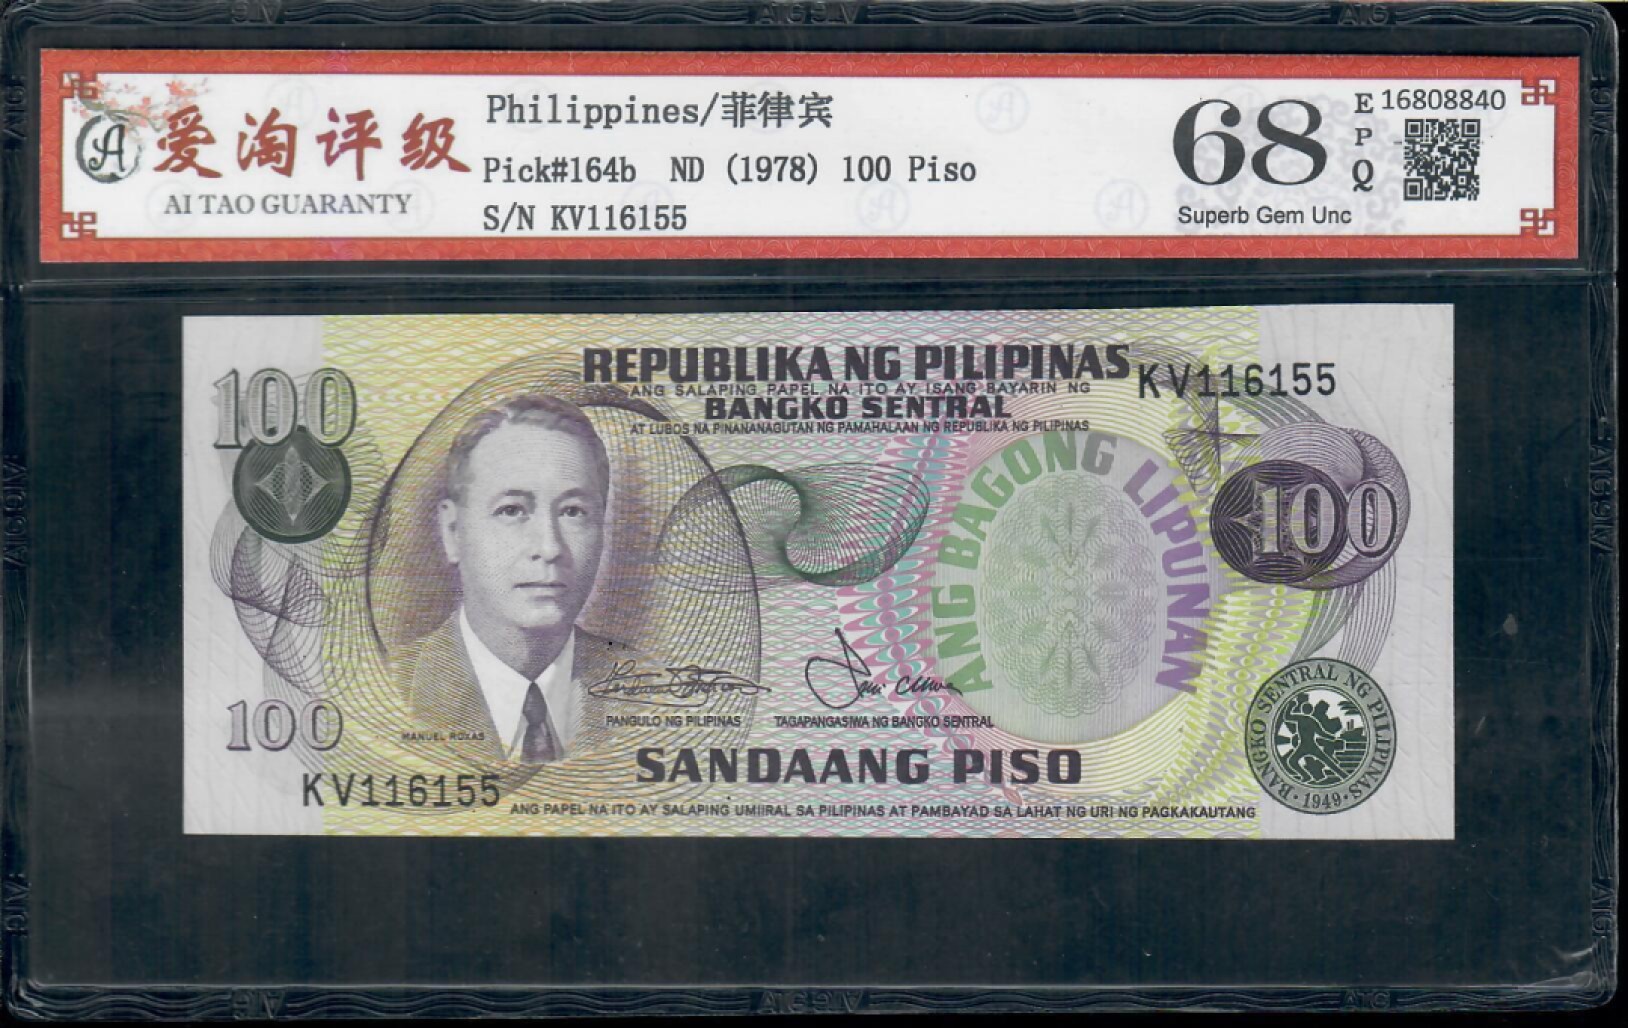 爱淘评级
AI TAO GUARANTY
Philippines/菲律宾
Pick#164b ND (1978) 100 Piso
S/N KV116155
68
EPQ
Superb Gem Unc
16808840
REPUBLIKA NG PILIPINAS
ANG SALAPING PAPEL NA ITO AY ISANG BAYARIN NG
BANGKO SENTRAL
AT LUBOS NA PINANANAGUTAN NG PAMAHALAAN NG REPUBLIKA NG PILIPINAS
KV116155
100
100
ANG BAGONG LIPUNAN
PANGULO NG PILIPINAS
TAGAPANGASIWA NG BANGKO SENTRAL
MANUEL ROXAS
100
SANDAANG PISO
BANGKO SENTRAL NG PILIPINAS
·1949·
KV116155
ANG PAPEL NA ITO AY SALAPING UMIIRAL SA PILIPINAS AT PAMBAYAD SA LAHAT NG URI NG PAGKAKAUTANG